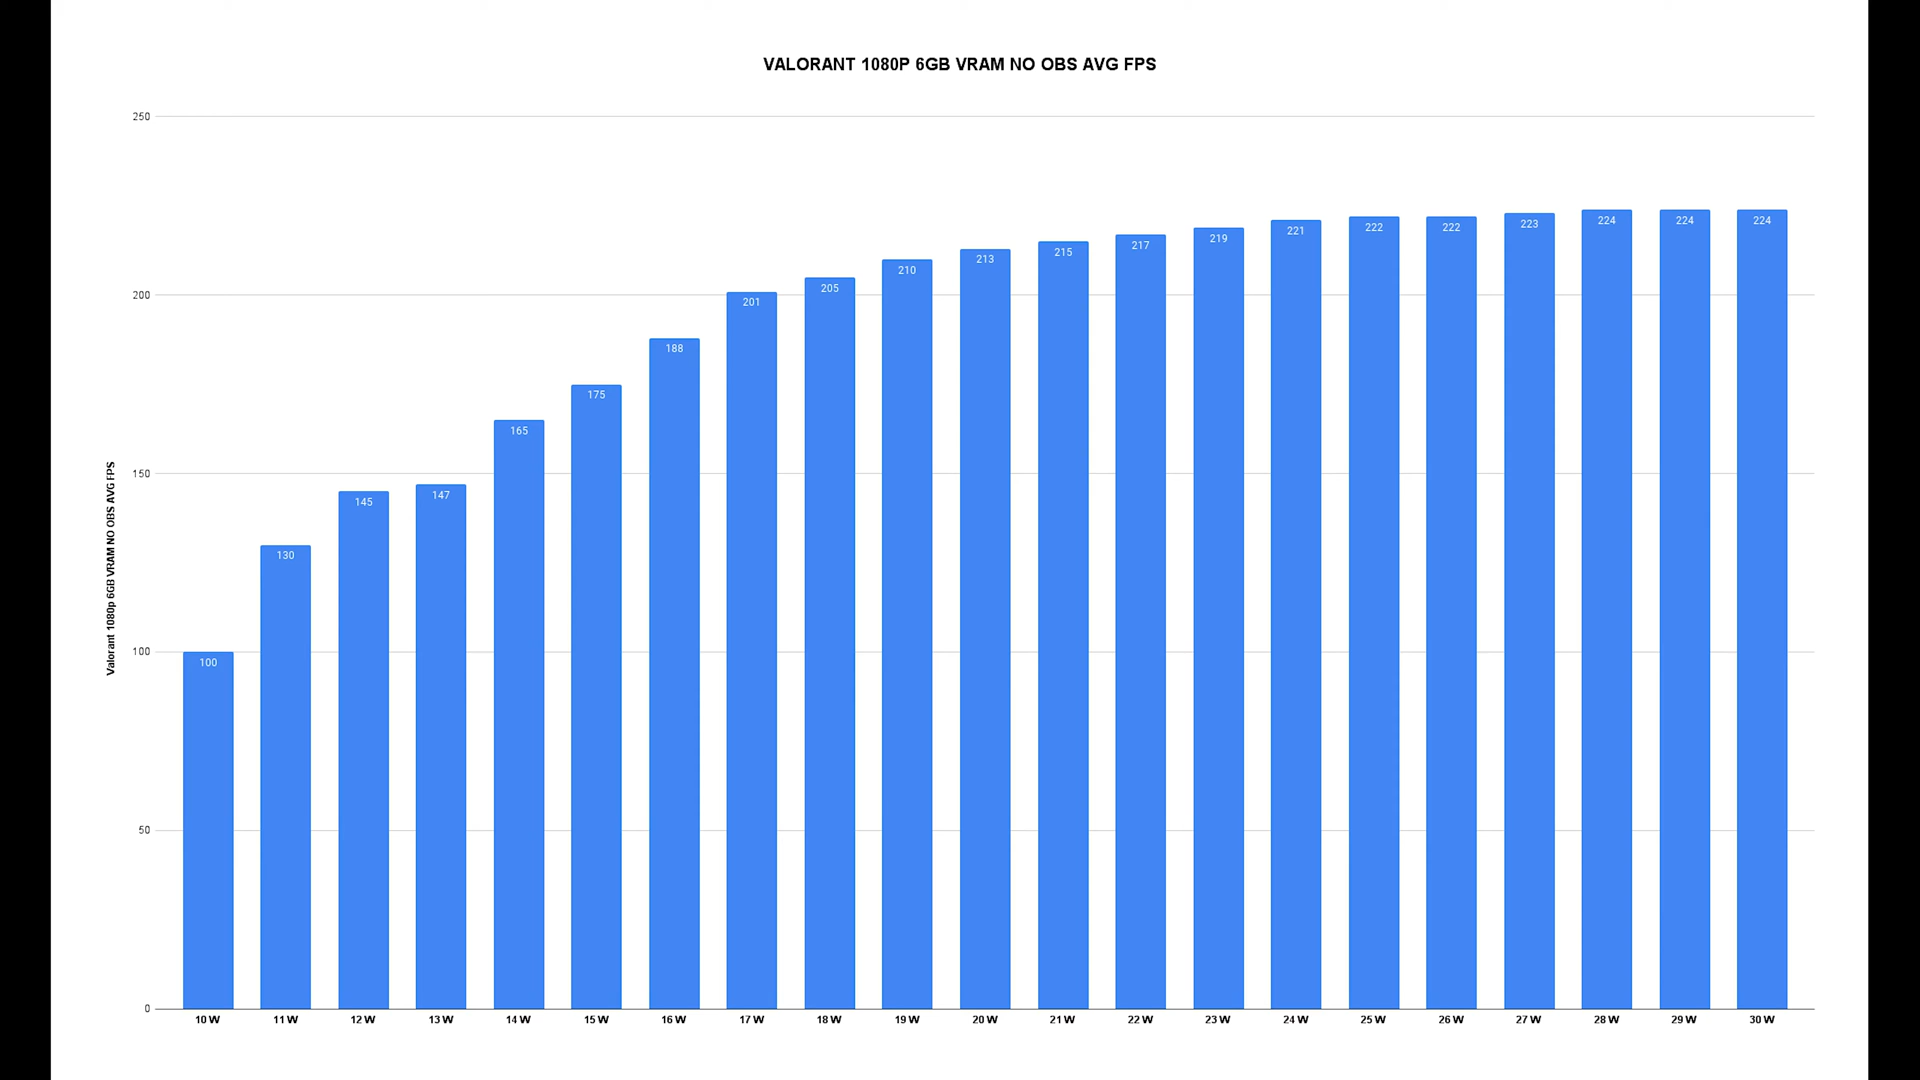 VALORANT 1080P 6GB VRAM NO OBS AVG FPS
Valorant 1080p 6GB VRAM NO OBS AVG FPS
250
200
150
100
50
0
100
130
145
147
165
175
188
201
205
210
213
215
217
219
221
222
222
223
224
224
224
10 W
11 W
12 W
13 W
14 W
15 W
16 W
17 W
18 W
19 W
20 W
21 W
22 W
23 W
24 W
25 W
26 W
27 W
28 W
29 W
30 W